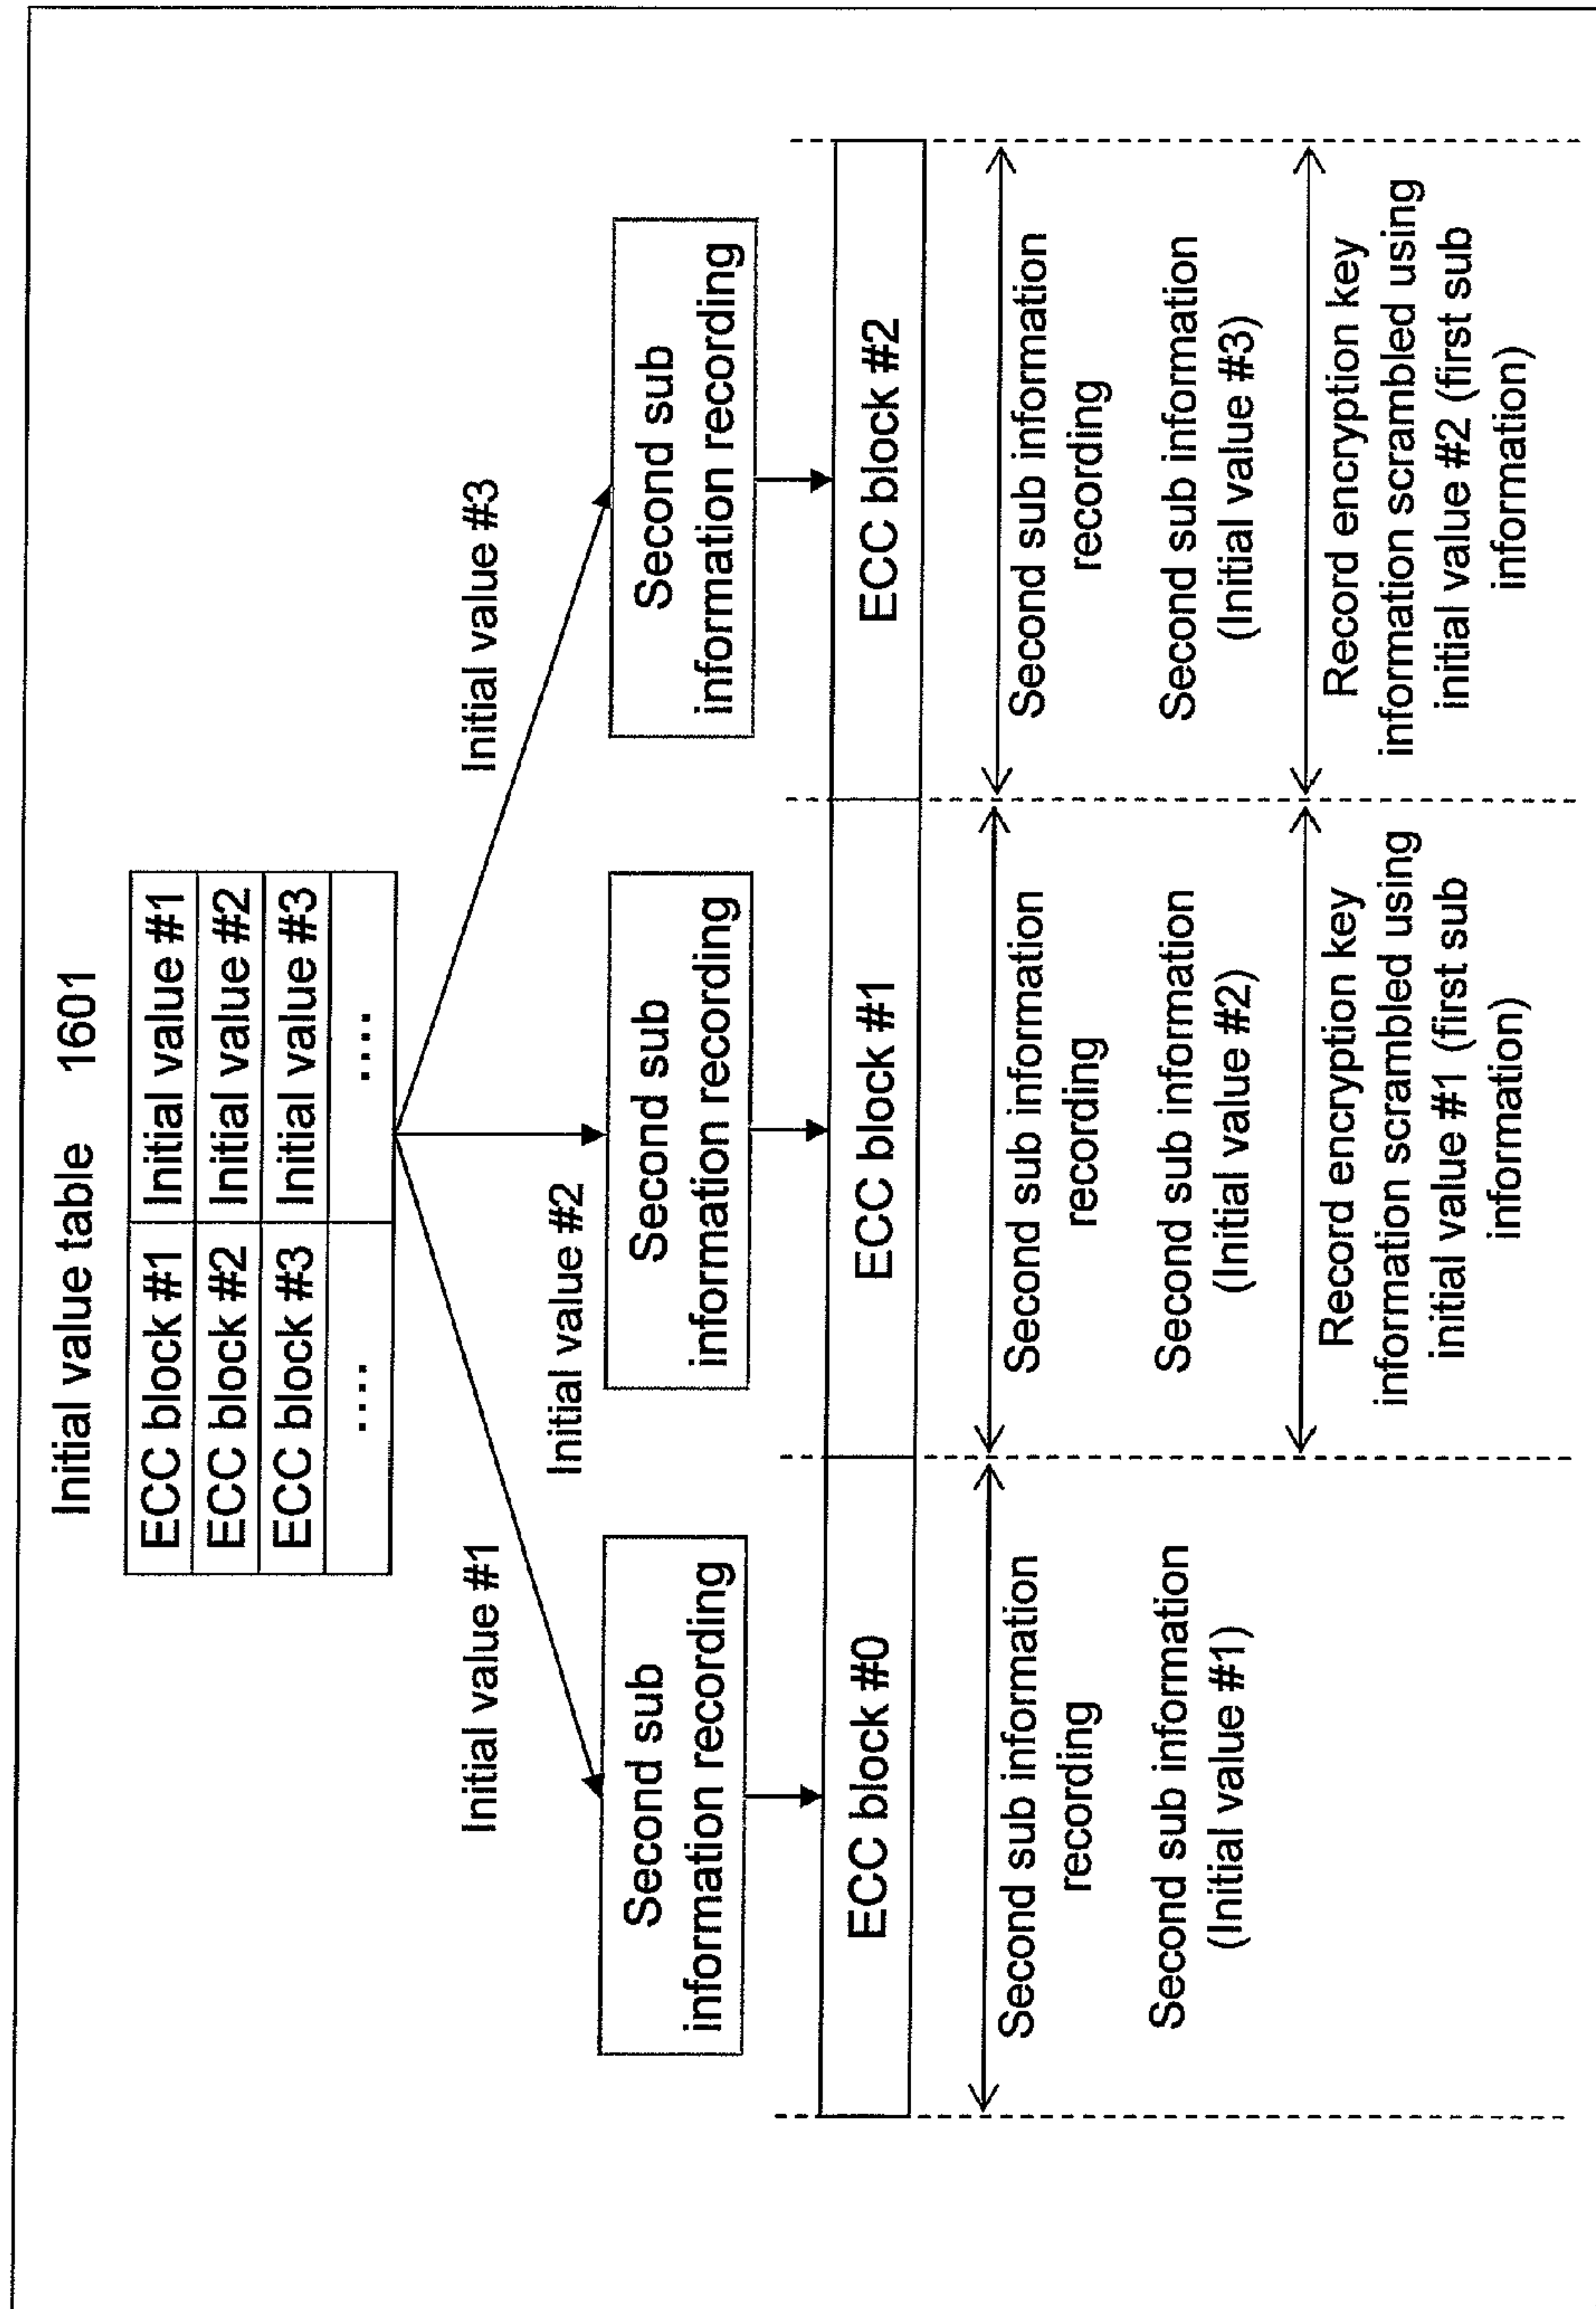 Initial value table 1601
ECC block #1 Initial value #1
ECC block #2 Initial value #2
ECC block #3 Initial value #3
.... ....
Initial value #1
Initial value #2
Initial value #3
Second sub
information recording
Second sub
information recording
Second sub
information recording
ECC block #0
ECC block #1
ECC block #2
Second sub information
recording
Second sub information
recording
Second sub information
recording
Second sub information
(Initial value #1)
Second sub information
(Initial value #2)
Second sub information
(Initial value #3)
Record encryption key
information scrambled using
initial value #1 (first sub
information)
Record encryption key
information scrambled using
initial value #2 (first sub
information)